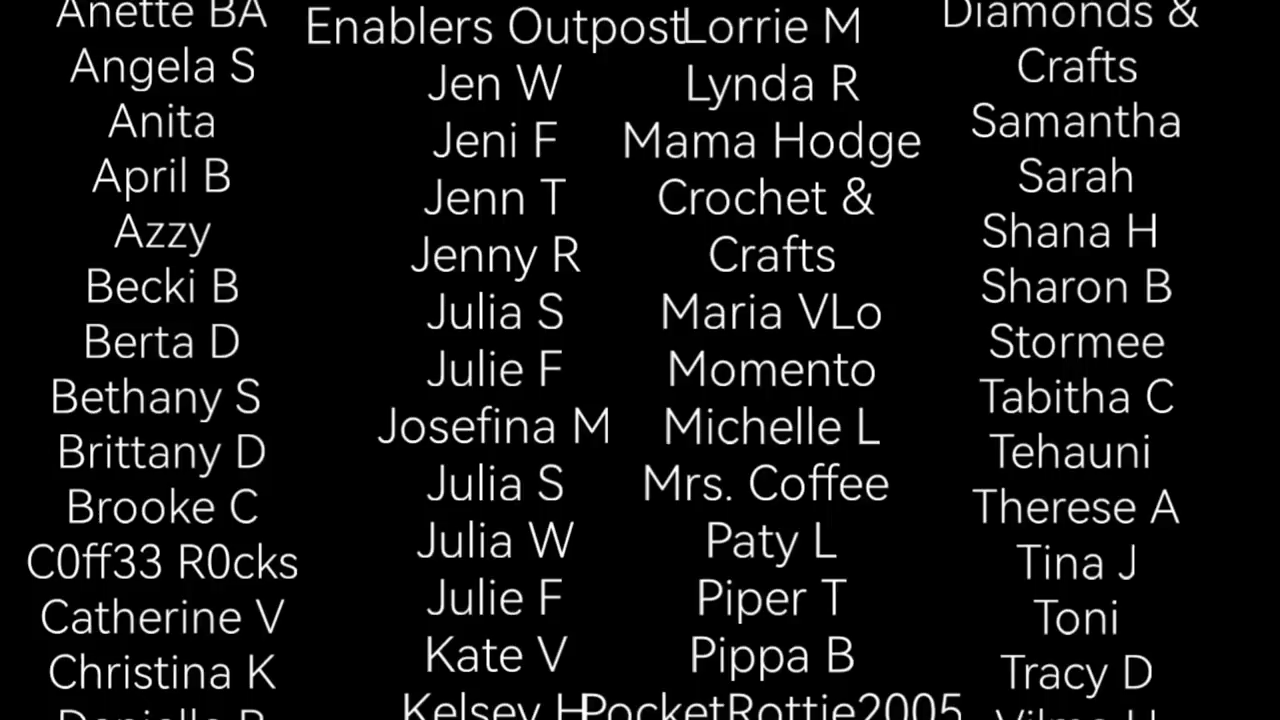 Anette BA
Angela S
Anita
April B
Azzy
Becki B
Berta D
Bethany S
Brittany D
Brooke C
C0ff33 R0cks
Catherine V
Christina K
Enablers Outpost
Jen W
Jeni F
Jenn T
Jenny R
Julia S
Julie F
Josefina M
Julia S
Julia W
Julie F
Kate V
Kelsey H
Lorrie M
Lynda R
Mama Hodge
Crochet &
Crafts
Maria VLo
Momento
Michelle L
Mrs. Coffee
Paty L
Piper T
Pippa B
PocketRottie2005
Diamonds &
Crafts
Samantha
Sarah
Shana H
Sharon B
Stormee
Tabitha C
Tehauni
Therese A
Tina J
Toni
Tracy D